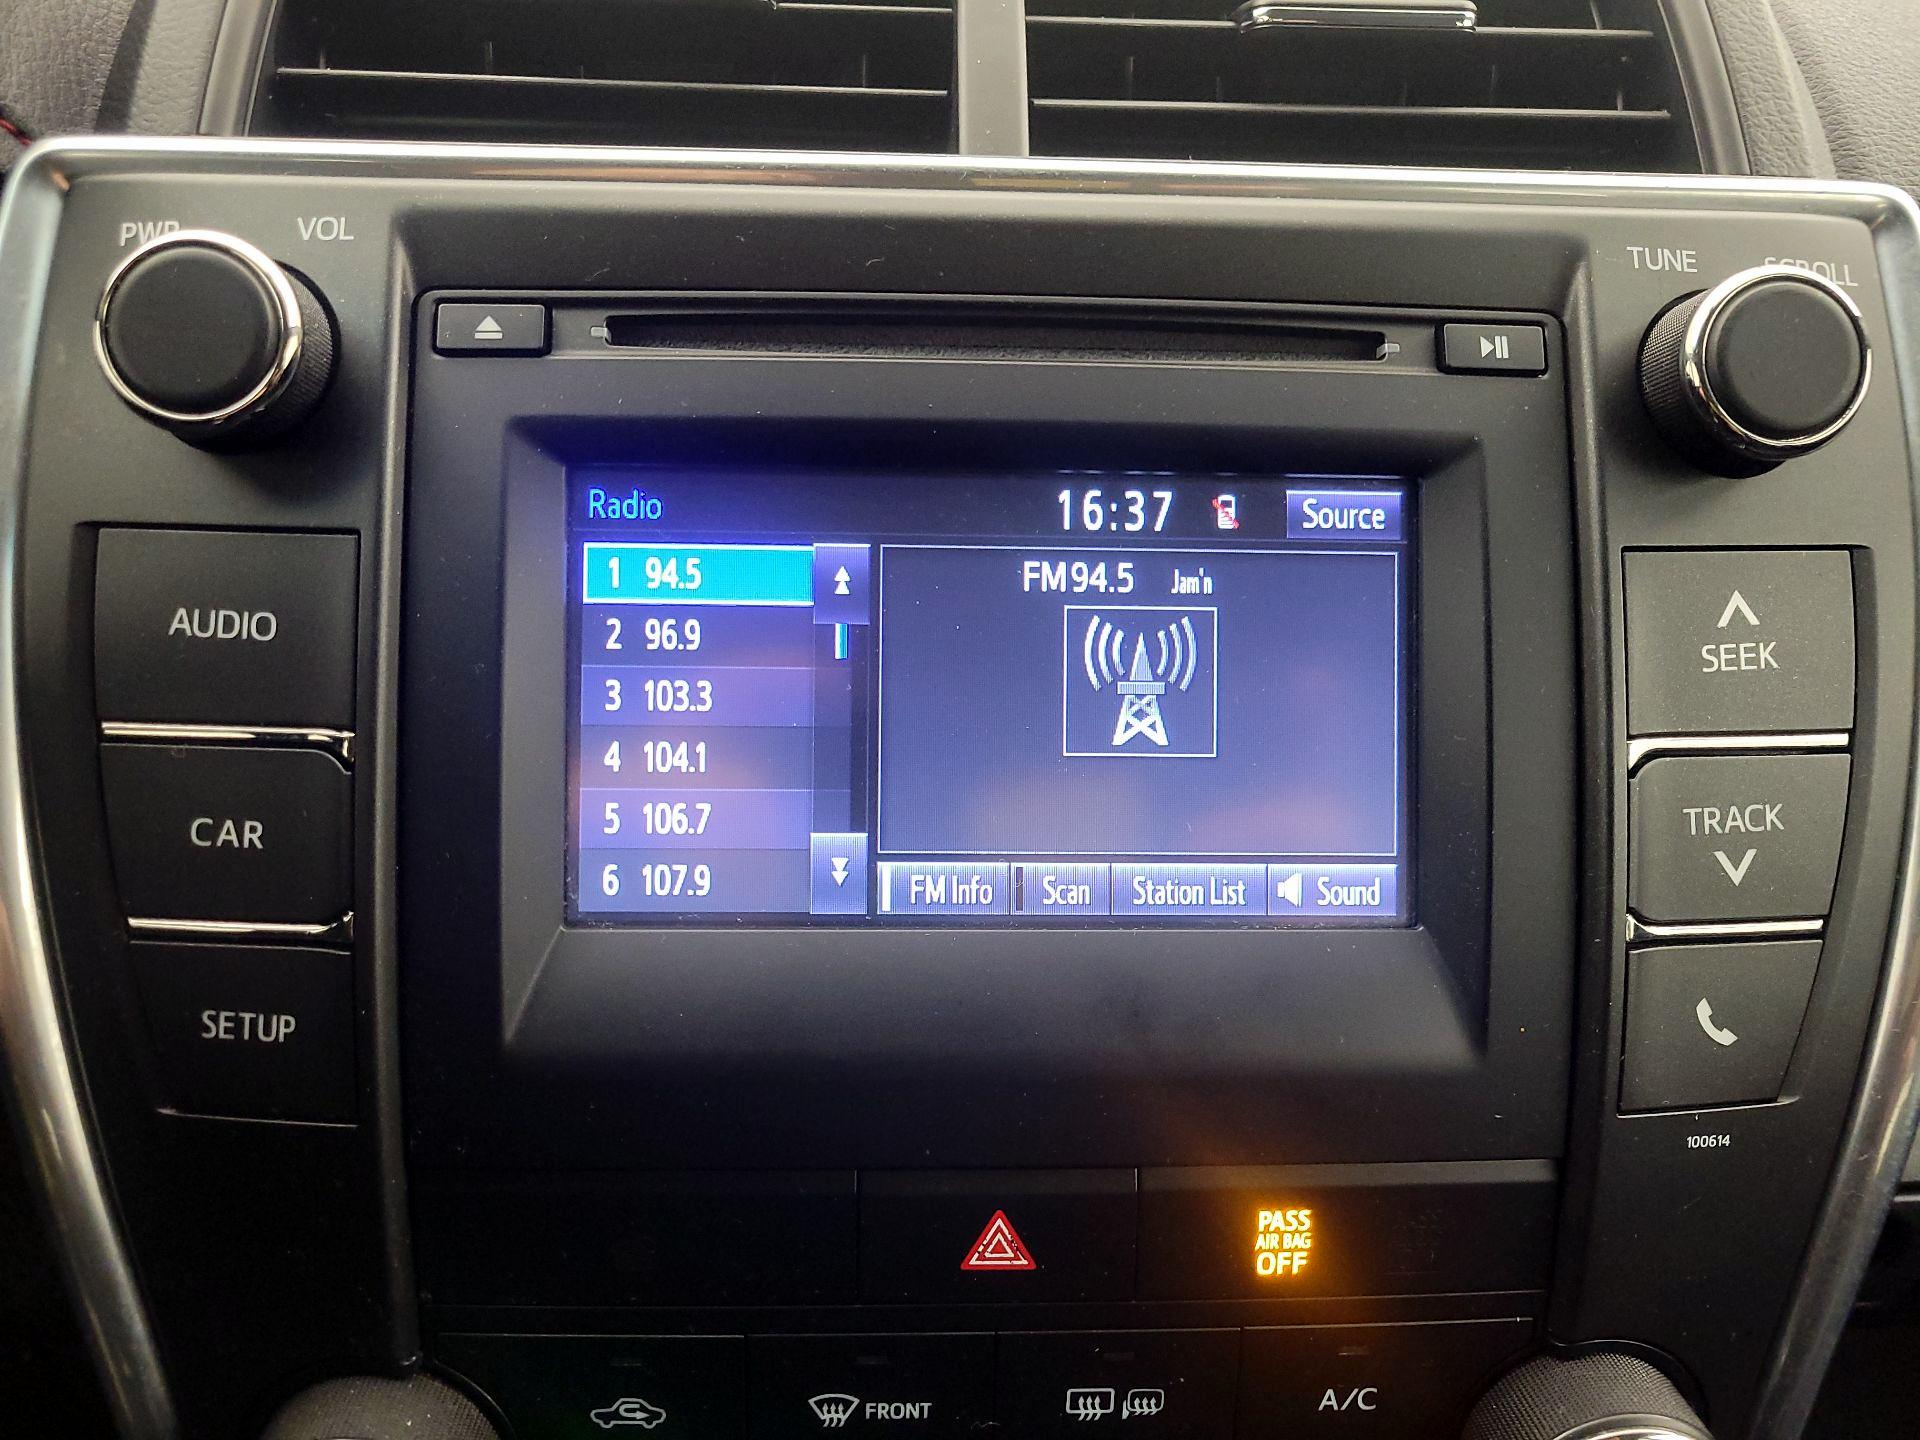 PWR VOL
TUNE SCROLL
Radio 16:37 Source
1 94.5
2 96.9
3 103.3
4 104.1
5 106.7
6 107.9
FM 94.5 Jam'n
FM Info Scan Station List Sound
AUDIO
CAR
SETUP
SEEK
TRACK
100614
PASS
AIR BAG
OFF
FRONT
A/C